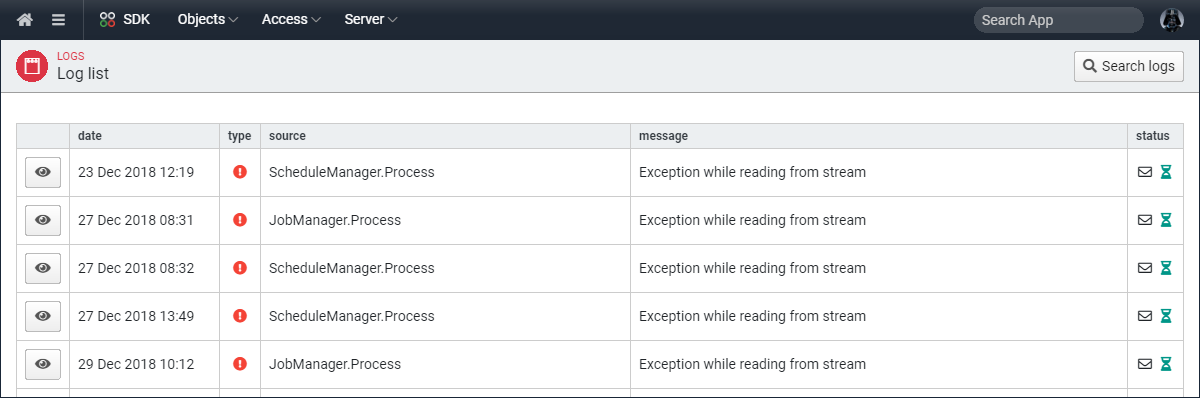 SDK Objects Access Server Search App
LOGS
Log list
Search logs
date type source message status
23 Dec 2018 12:19 ScheduleManager.Process Exception while reading from stream
27 Dec 2018 08:31 JobManager.Process Exception while reading from stream
27 Dec 2018 08:32 ScheduleManager.Process Exception while reading from stream
27 Dec 2018 13:49 ScheduleManager.Process Exception while reading from stream
29 Dec 2018 10:12 JobManager.Process Exception while reading from stream